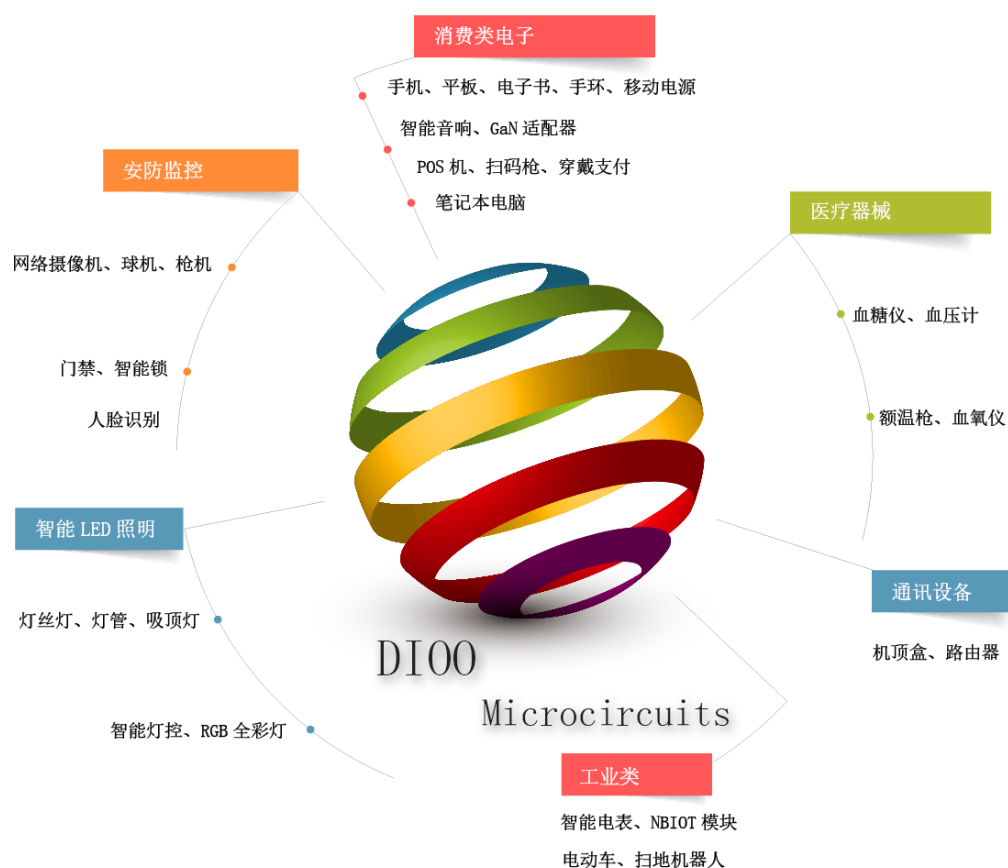 消费类电子
手机、平板、电子书、手环、移动电源
智能音响、GaN 适配器
POS 机、扫码枪、穿戴支付
笔记本电脑
安防监控
网络摄像机、球机、枪机
门禁、智能锁
人脸识别
医疗器械
血糖仪、血压计
额温枪、血氧仪
智能 LED 照明
灯丝灯、灯管、吸顶灯
智能灯控、RGB 全彩灯
通讯设备
机顶盒、路由器
DIOO
Microcircuits
工业类
智能电表、NBIOT 模块
电动车、扫地机器人